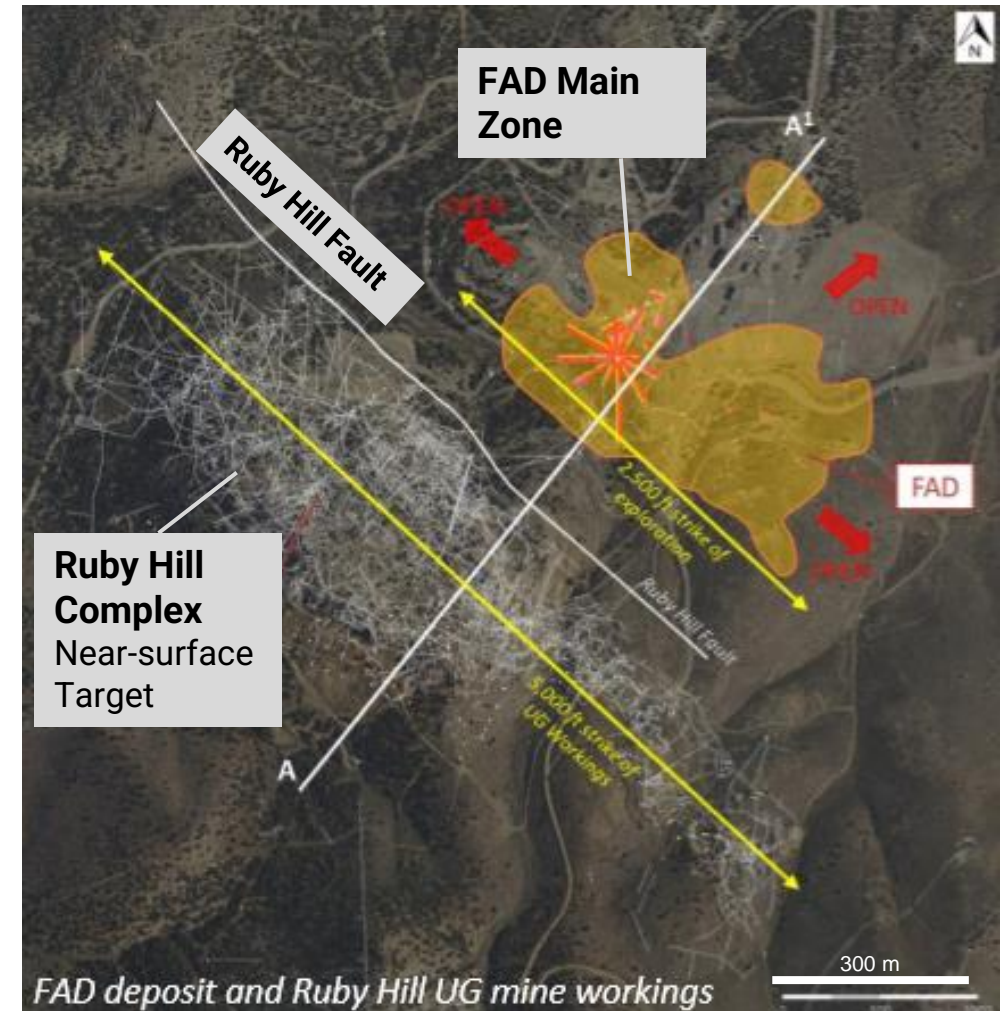 N
FAD Main
Zone
A¹
Ruby Hill Fault
OPEN
OPEN
FAD
2,500 ft strike of
exploration
OPEN
Ruby Hill
Complex
Near-surface
Target
Ruby Hill Fault
5,000 ft strike of
UG Workings
A
300 m
FAD deposit and Ruby Hill UG mine workings